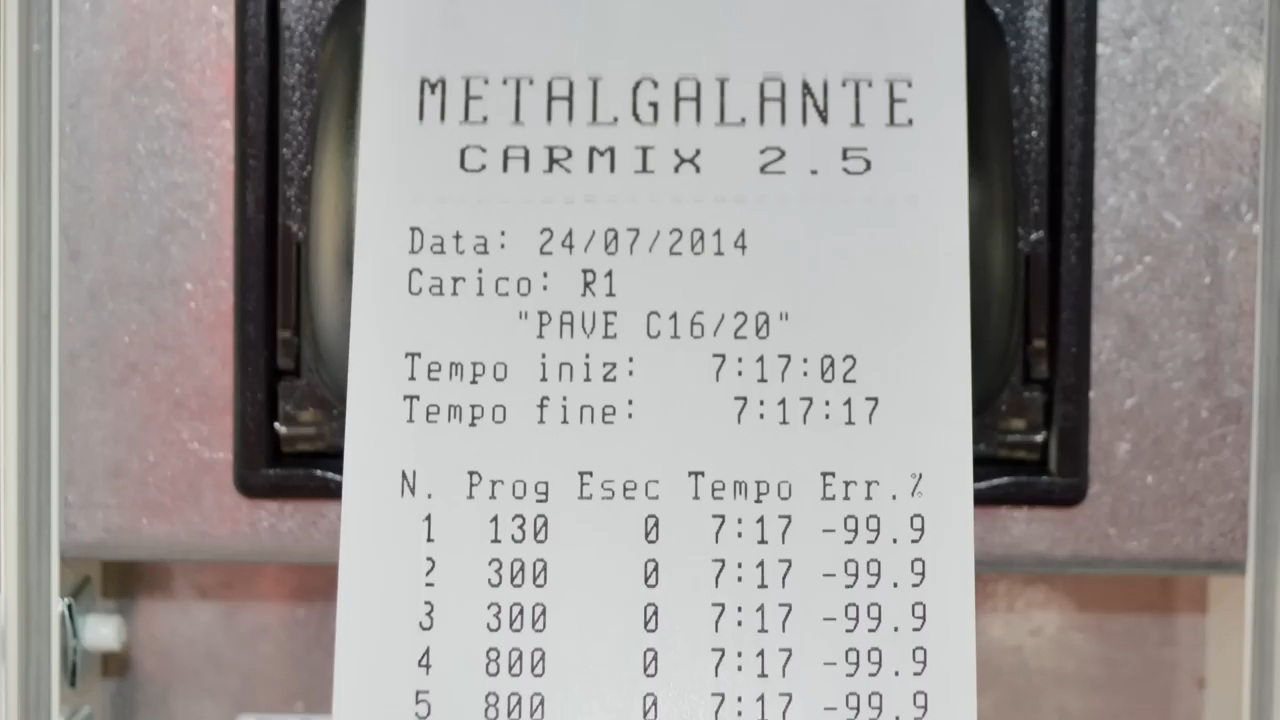 METALGALANTE
CARMIX 2.5
Data: 24/07/2014
Carico: R1
"PAVE C16/20"
Tempo iniz: 7:17:02
Tempo fine: 7:17:17
N. Prog Esec Tempo Err.%
1 130 0 7:17 -99.9
2 300 0 7:17 -99.9
3 300 0 7:17 -99.9
4 800 0 7:17 -99.9
5 800 0 7:17 -99.9